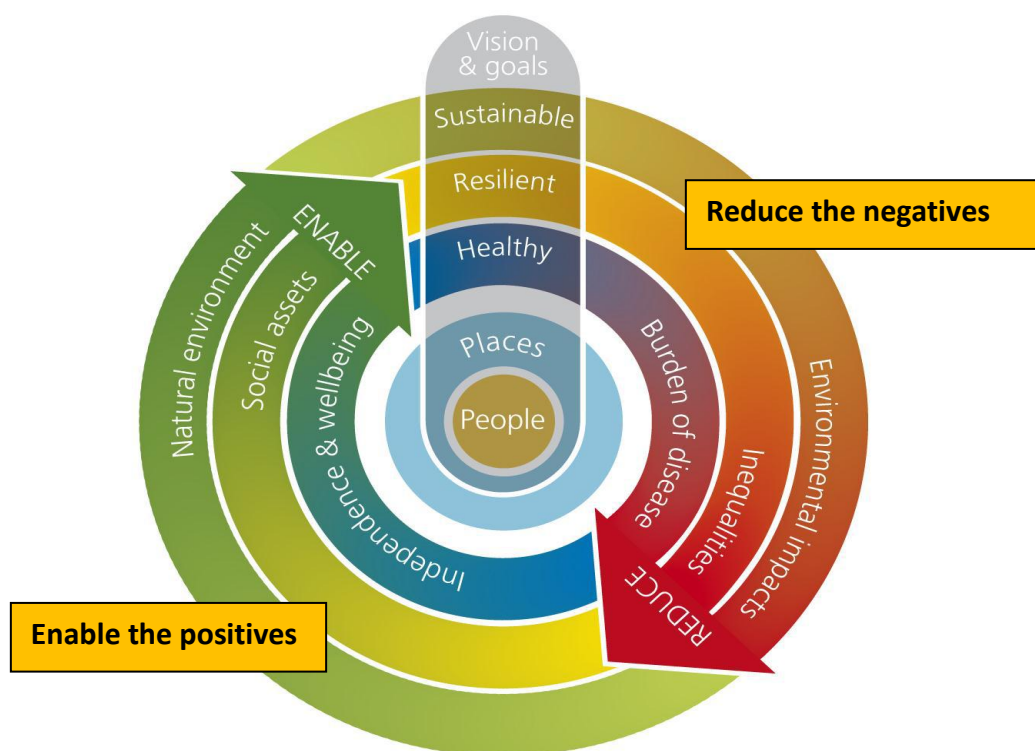 Vision
& goals
Sustainable
Resilient
Healthy
Places
People
Reduce the negatives
ENABLE
Natural environment
Social assets
Independence & wellbeing
Burden of disease
Inequalities
Environmental impacts
REDUCE
Enable the positives